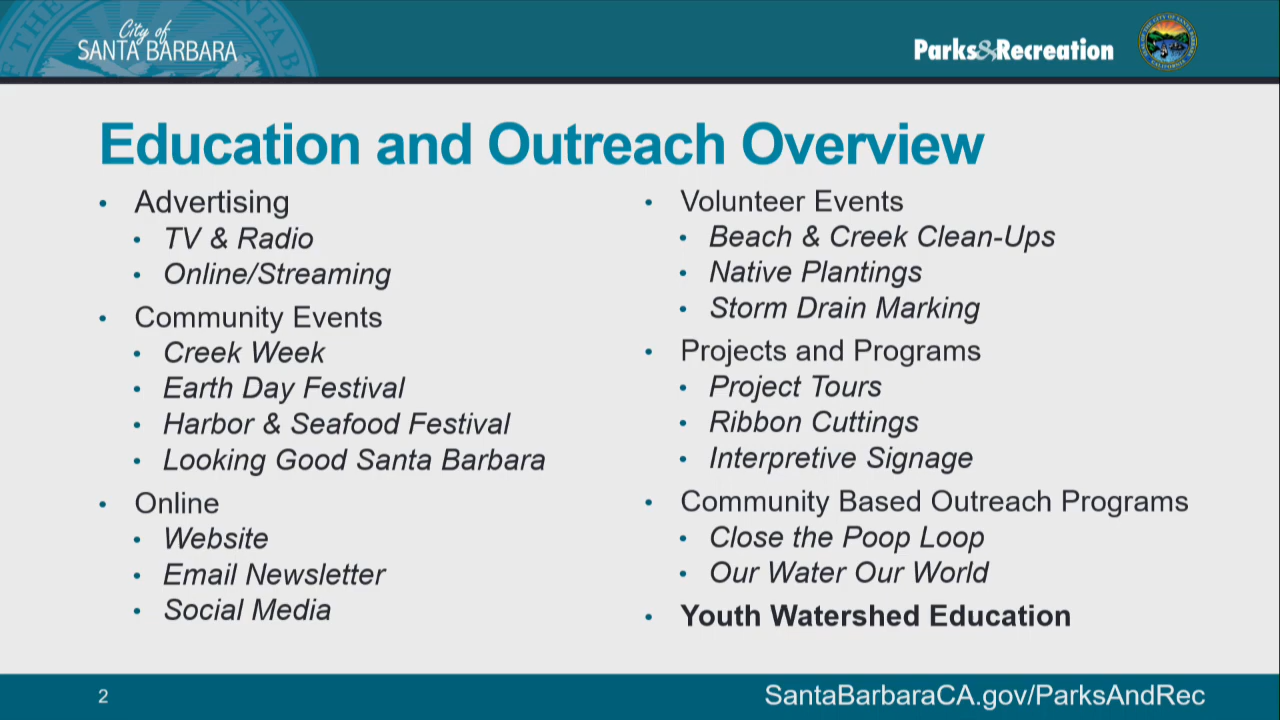 City of
SANTA BARBARA
Parks&Recreation
Education and Outreach Overview
• Advertising
• TV & Radio
• Online/Streaming
• Community Events
• Creek Week
• Earth Day Festival
• Harbor & Seafood Festival
• Looking Good Santa Barbara
• Online
• Website
• Email Newsletter
• Social Media
• Volunteer Events
• Beach & Creek Clean-Ups
• Native Plantings
• Storm Drain Marking
• Projects and Programs
• Project Tours
• Ribbon Cuttings
• Interpretive Signage
• Community Based Outreach Programs
• Close the Poop Loop
• Our Water Our World
• Youth Watershed Education
2
SantaBarbaraCA.gov/ParksAndRec